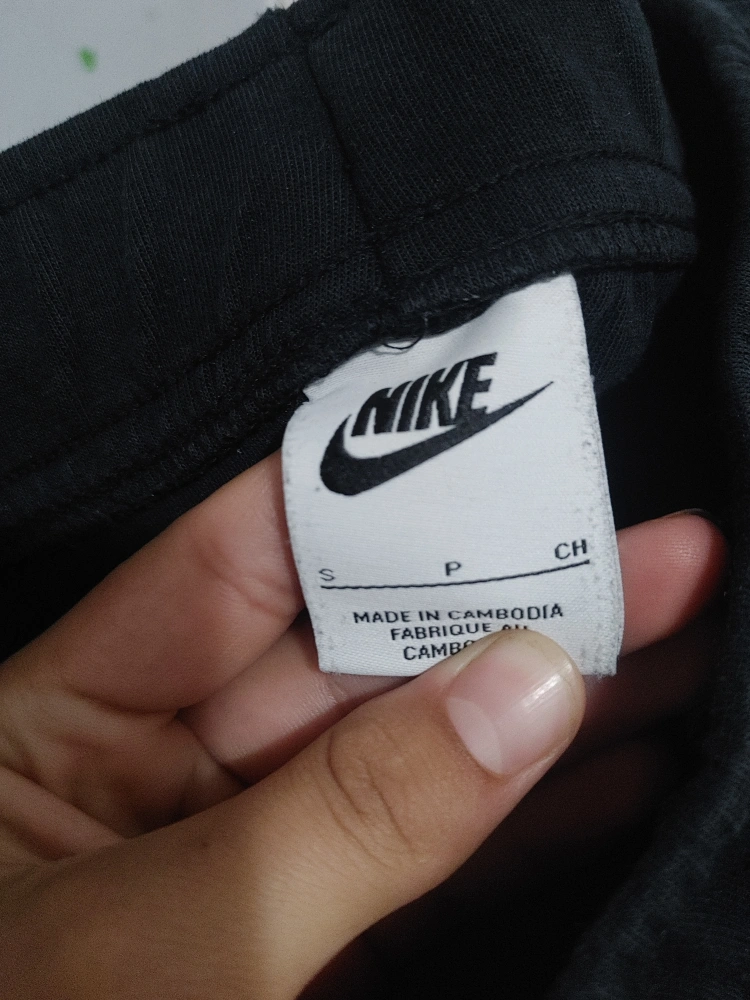 NIKE
S P CH
MADE IN CAMBODIA
FABRIQUE AU